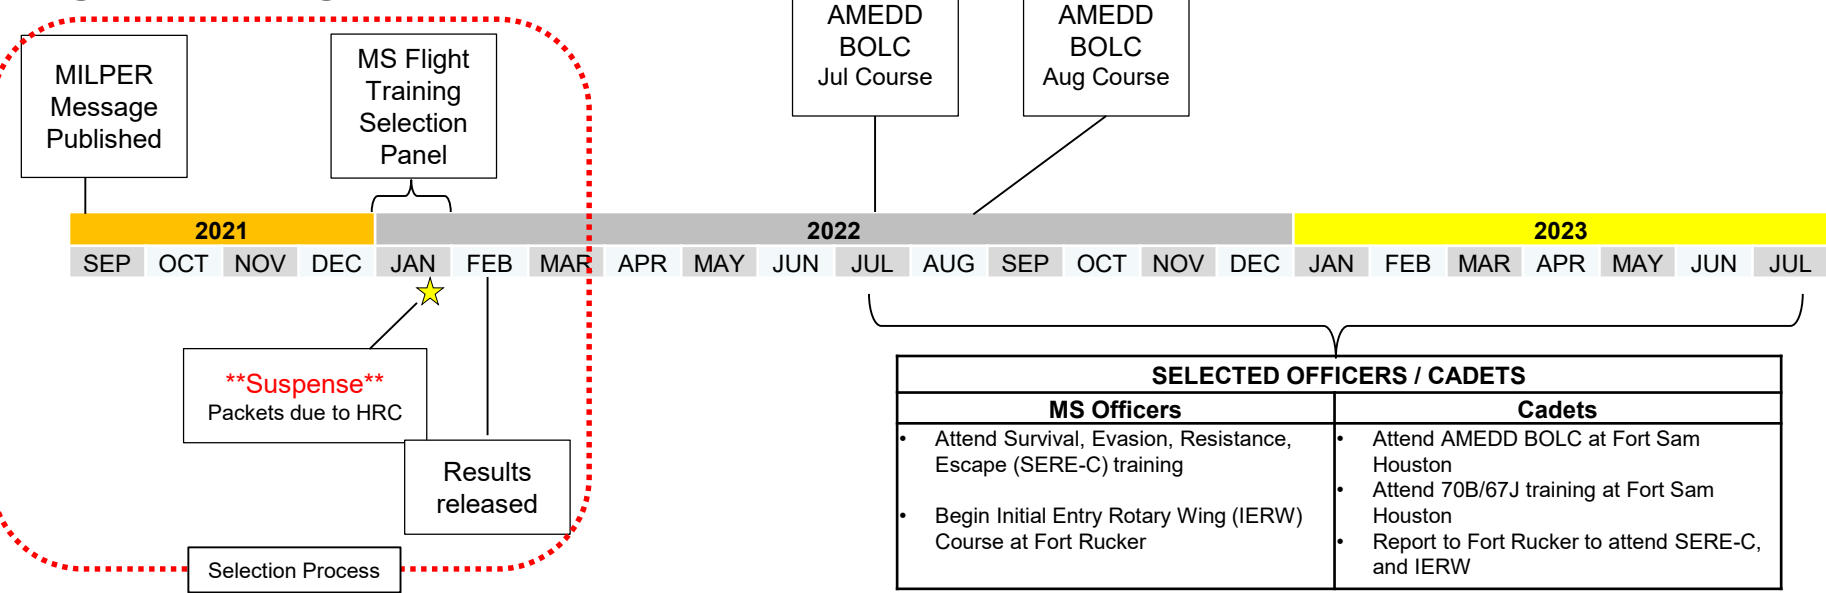 MILPER
Message
Published
MS Flight
Training
Selection
Panel
AMEDD
BOLC
Jul Course
AMEDD
BOLC
Aug Course
2021
2022
2023
SEP OCT NOV DEC JAN FEB MAR APR MAY JUN JUL AUG SEP OCT NOV DEC JAN FEB MAR APR MAY JUN JUL
**Suspense**
Packets due to HRC
Results
released
Selection Process
SELECTED OFFICERS / CADETS
MS Officers
• Attend Survival, Evasion, Resistance,
Escape (SERE-C) training
• Begin Initial Entry Rotary Wing (IERW)
Course at Fort Rucker
Cadets
• Attend AMEDD BOLC at Fort Sam
Houston
• Attend 70B/67J training at Fort Sam
Houston
• Report to Fort Rucker to attend SERE-C,
and IERW